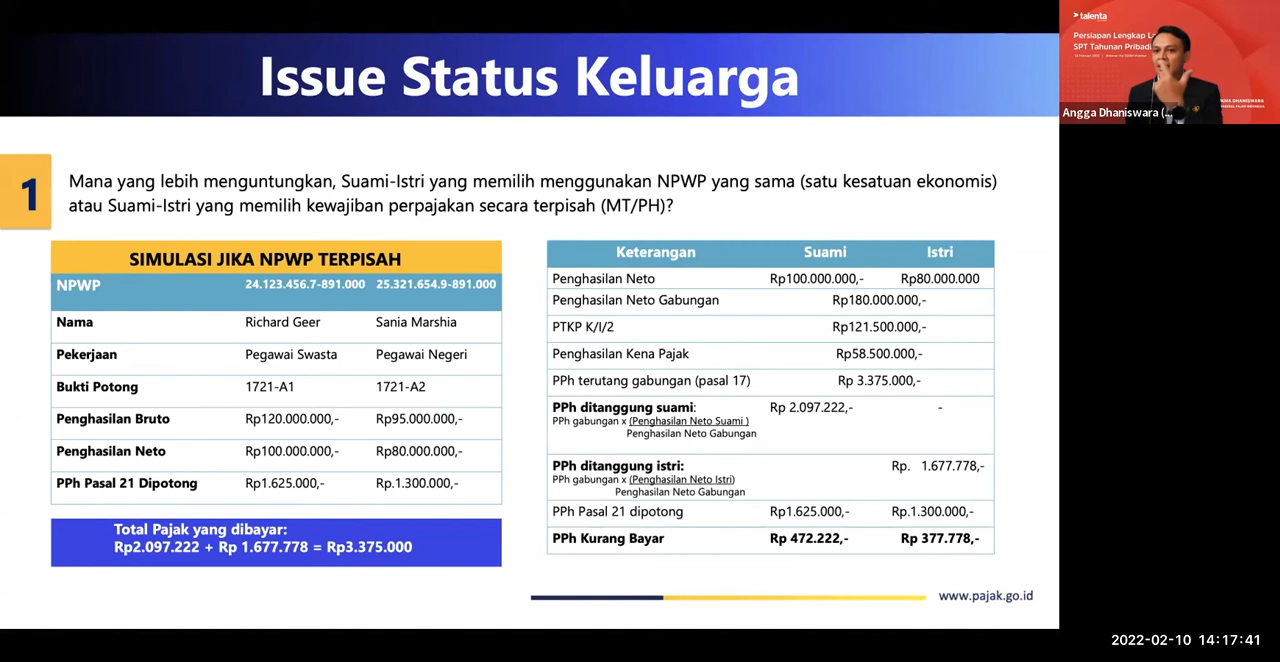 Issue Status Keluarga
talenta
Persiapan Lengkap L
SPT Tahunan Pribadi
Angga Dhaniswara (...
1
Mana yang lebih menguntungkan, Suami-Istri yang memilih menggunakan NPWP yang sama (satu kesatuan ekonomis)
atau Suami-Istri yang memilih kewajiban perpajakan secara terpisah (MT/PH)?
SIMULASI JIKA NPWP TERPISAH
NPWP 24.123.456.7-891.000 25.321.654.9-891.000
Nama Richard Geer Sania Marshia
Pekerjaan Pegawai Swasta Pegawai Negeri
Bukti Potong 1721-A1 1721-A2
Penghasilan Bruto Rp120.000.000,- Rp95.000.000,-
Penghasilan Neto Rp100.000.000,- Rp80.000.000,-
PPh Pasal 21 Dipotong Rp1.625.000,- Rp.1.300.000,-
Total Pajak yang dibayar:
Rp2.097.222 + Rp 1.677.778 = Rp3.375.000
Keterangan Suami Istri
Penghasilan Neto Rp100.000.000,- Rp80.000.000
Penghasilan Neto Gabungan Rp180.000.000,-
PTKP K/I/2 Rp121.500.000,-
Penghasilan Kena Pajak Rp58.500.000,-
PPh terutang gabungan (pasal 17) Rp 3.375.000,-
PPh ditanggung suami: Rp 2.097.222,- -
PPh gabungan x (Penghasilan Neto Suami )
Penghasilan Neto Gabungan
PPh ditanggung istri: Rp. 1.677.778,-
PPh gabungan x (Penghasilan Neto Istri)
Penghasilan Neto Gabungan
PPh Pasal 21 dipotong Rp1.625.000,- Rp.1.300.000,-
PPh Kurang Bayar Rp 472.222,- Rp 377.778,-
www.pajak.go.id
2022-02-10 14:17:41